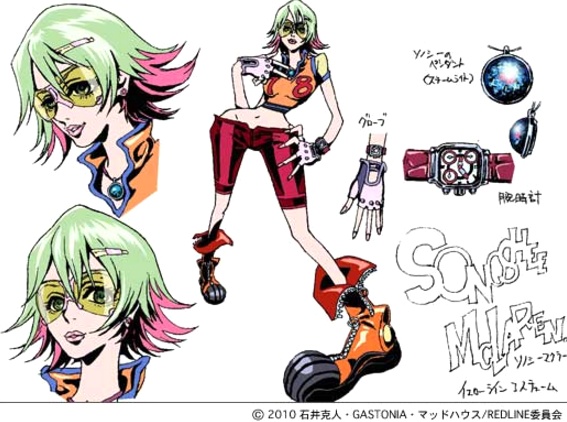 ソノシーの
ペンダント
(スチームライト)
グローブ
8
腕時計
SONOSHEE
McLAREN.
ソノシーマクラーレン
イエローライン コスチューム
© 2010 石井克人・GASTONIA・マッドハウス/REDLINE委員会